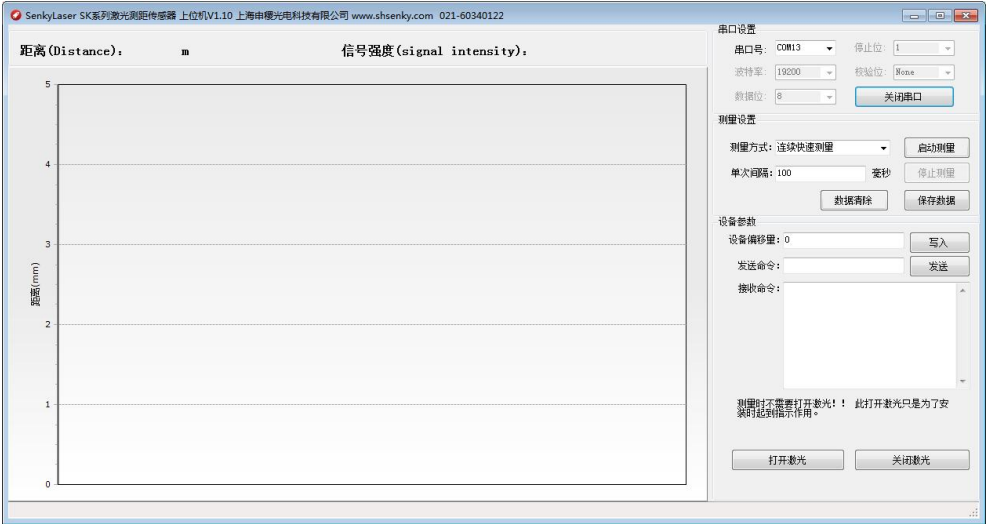 SenkyLaser SK系列激光测距传感器 上位机V1.10 上海申稷光电科技有限公司 www.shsenky.com 021-60340122
距离(Distance): m 信号强度(signal intensity):
5
4
3
2
1
0
距离(mm)
串口设置
串口号: COM13 停止位: 1
波特率: 19200 校验位: None
数据位: 8 关闭串口
测量设置
测量方式: 连续快速测量 启动测量
单次间隔: 100 毫秒 停止测量
数据清除 保存数据
设备参数
设备偏移量: 0 写入
发送命令: 发送
接收命令:
测量时不需要打开激光!! 此打开激光只是为了安
装时起到指示作用。
打开激光 关闭激光